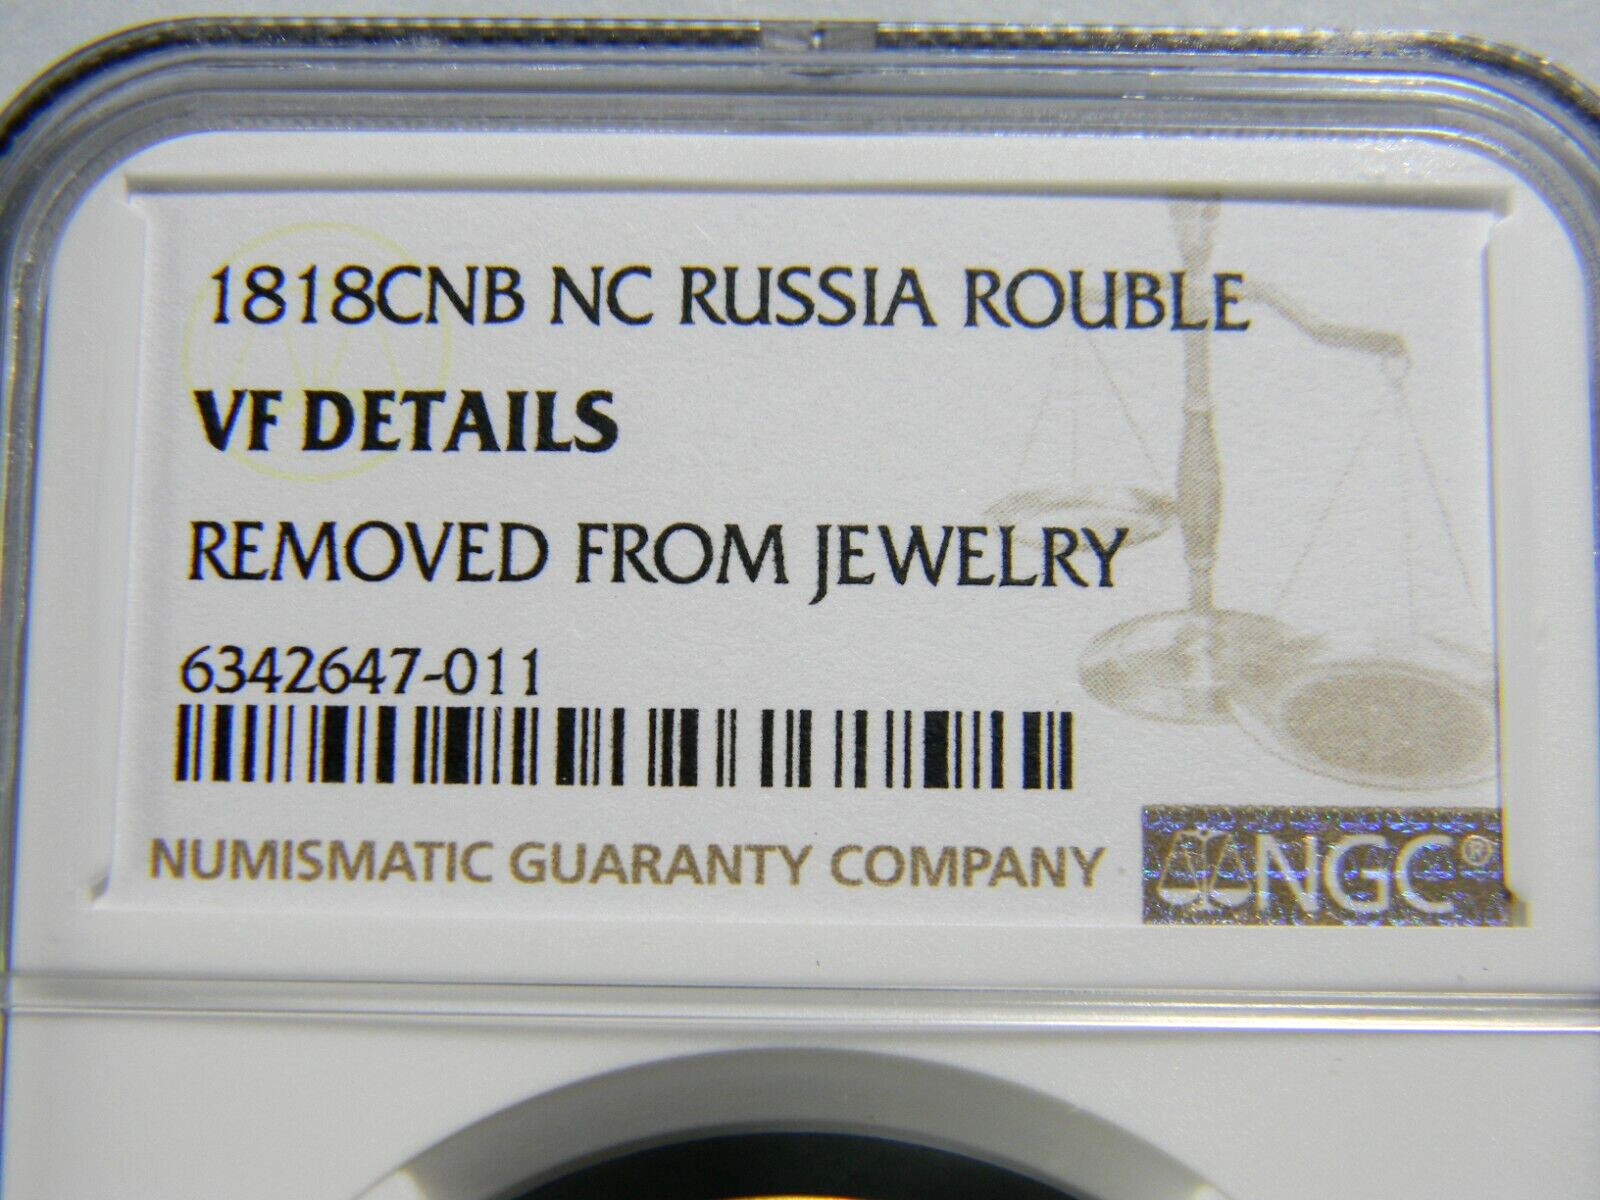 1818CNB NC RUSSIA ROUBLE
VF DETAILS
REMOVED FROM JEWELRY
6342647-011
NUMISMATIC GUARANTY COMPANY
NGC®